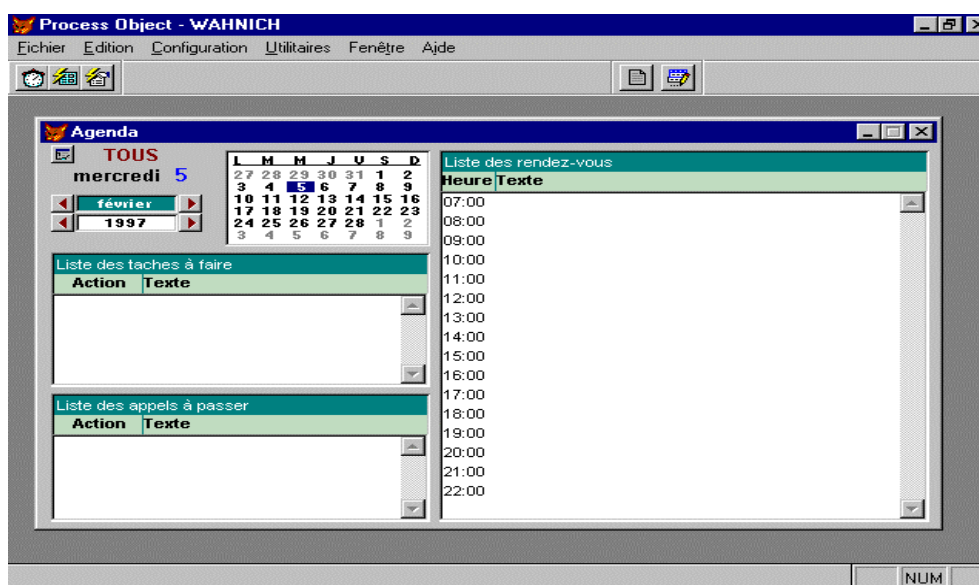 Process Object - WAHNICH
Fichier Edition Configuration Utilitaires Fenêtre Ajde
Agenda
TOUS
mercredi 5
février
1997
L M M J V S D
27 28 29 30 31 1 2
3 4 5 6 7 8 9
10 11 12 13 14 15 16
17 18 19 20 21 22 23
24 25 26 27 28 1 2
3 4 5 6 7 8 9
Liste des taches à faire
Action Texte
Liste des appels à passer
Action Texte
Liste des rendez-vous
Heure Texte
07:00
08:00
09:00
10:00
11:00
12:00
13:00
14:00
15:00
16:00
17:00
18:00
19:00
20:00
21:00
22:00
NUM